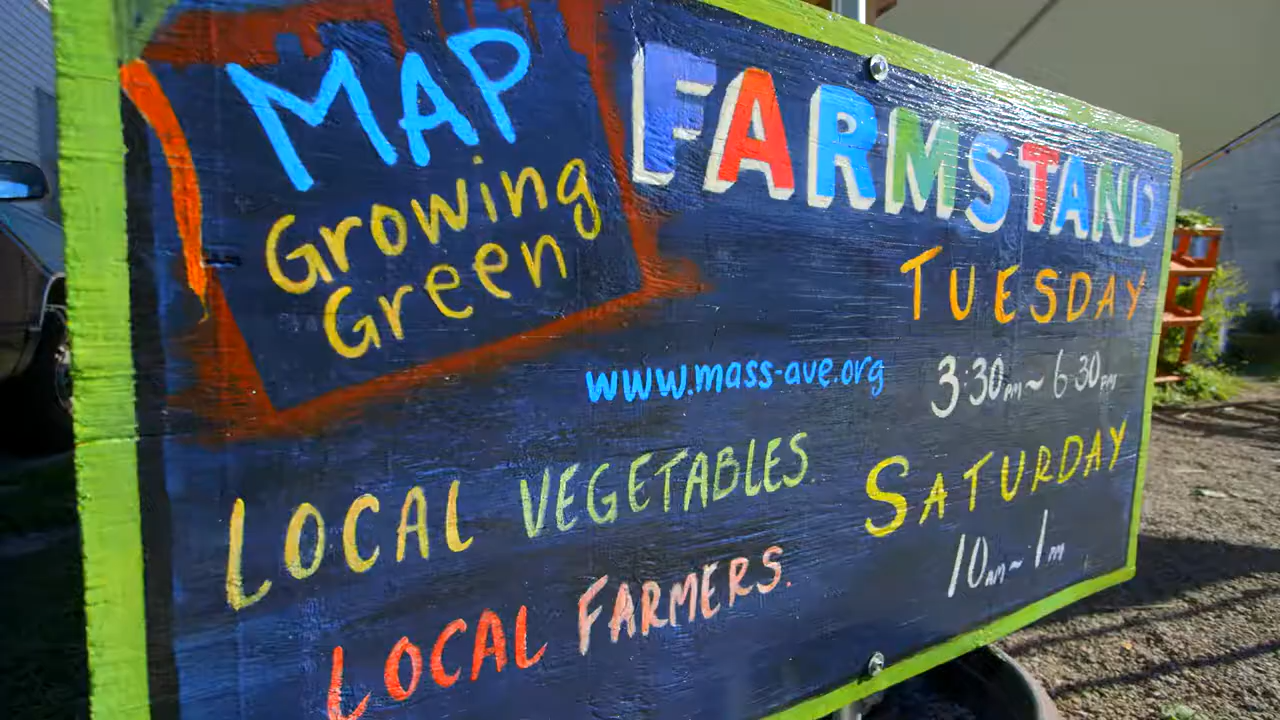 MAP
Growing
Green
FARMSTAND
TUESDAY
3:30pm~6:30pm
www.mass-ave.org
SATURDAY
10am~1pm
LOCAL VEGETABLES.
LOCAL FARMERS.